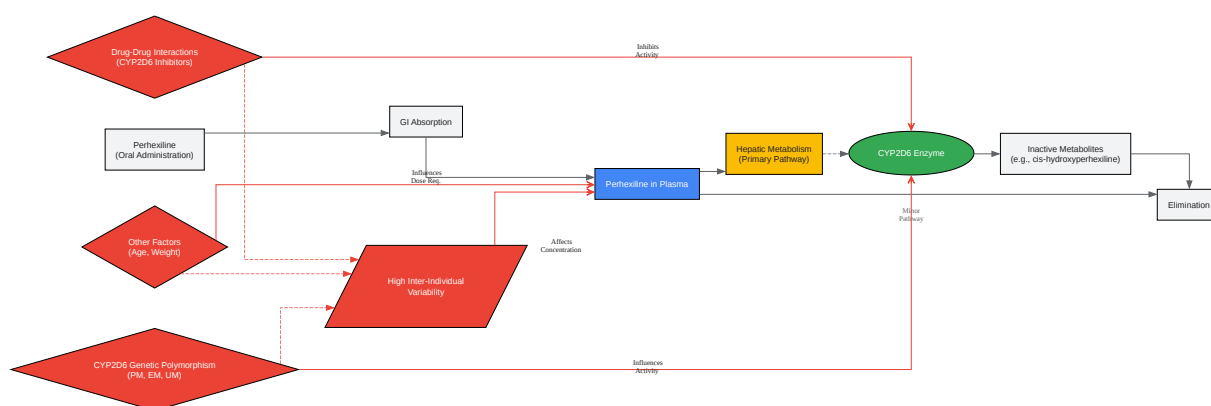 Inhibits
Activity
Drug-Drug Interactions
(CYP2D6 Inhibitors)
GI Absorption
Perhexiline
(Oral Administration)
Hepatic Metabolism
(Primary Pathway)
CYP2D6 Enzyme
Inactive Metabolites
(e.g., cis-hydroxyperhexiline)
Influences
Dose Req.
Perhexiline in Plasma
Elimination
Minor
Pathway
Other Factors
(Age, Weight)
Affects
Concentration
High Inter-Individual
Variability
CYP2D6 Genetic Polymorphism
(PM, EM, UM)
Influences
Activity